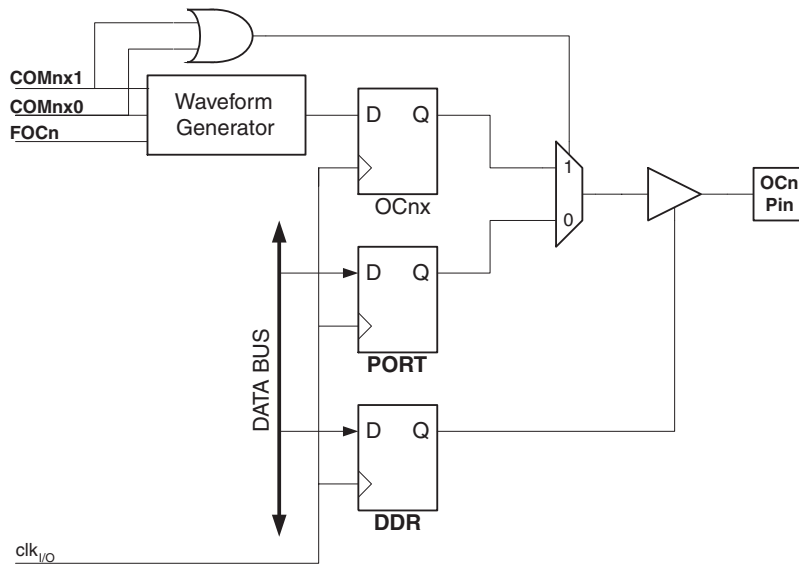 COMnx1
COMnx0
FOCn
Waveform
Generator
D Q
OCnx
1
0
OCn
Pin
D Q
PORT
DATA BUS
D Q
DDR
clkI/O